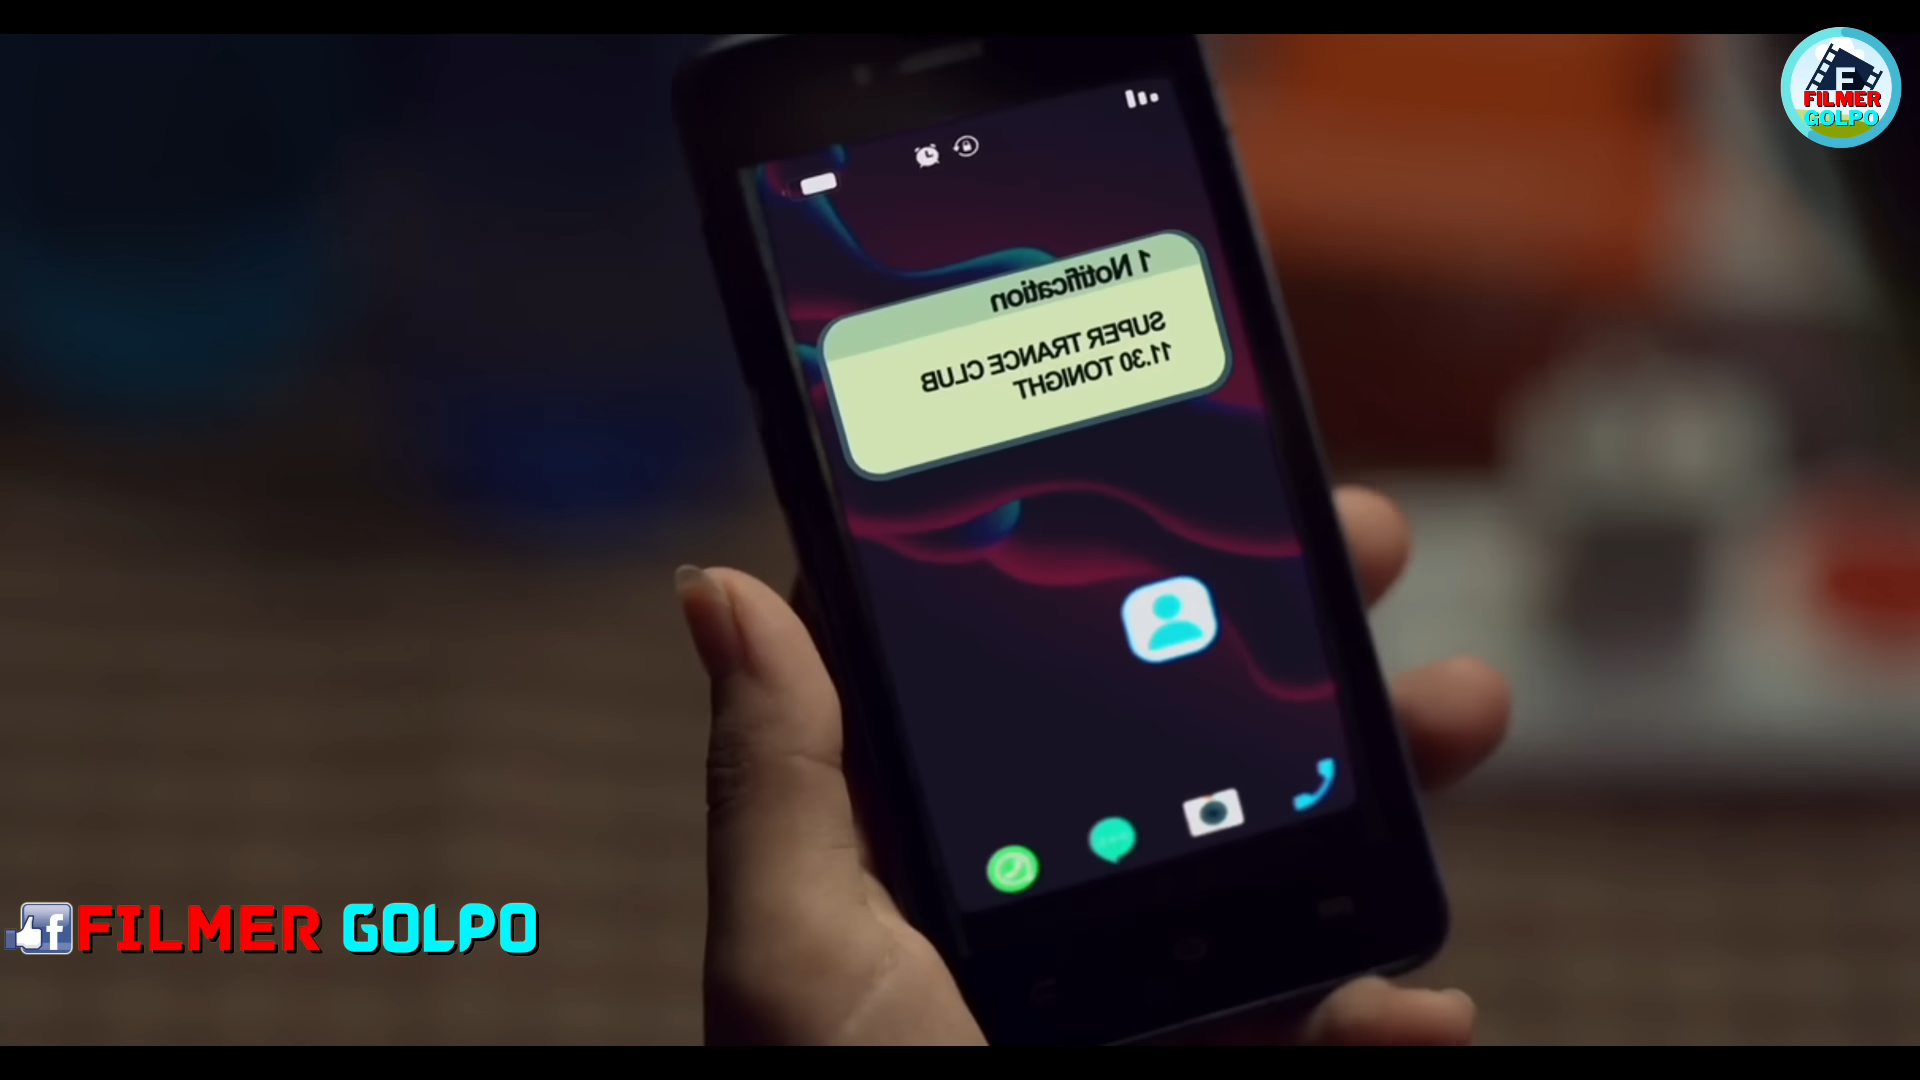 1 Notification
SUPER TRANCE CLUB
11.30 TONIGHT
F
FILMER
GOLPO
f FILMER GOLPO